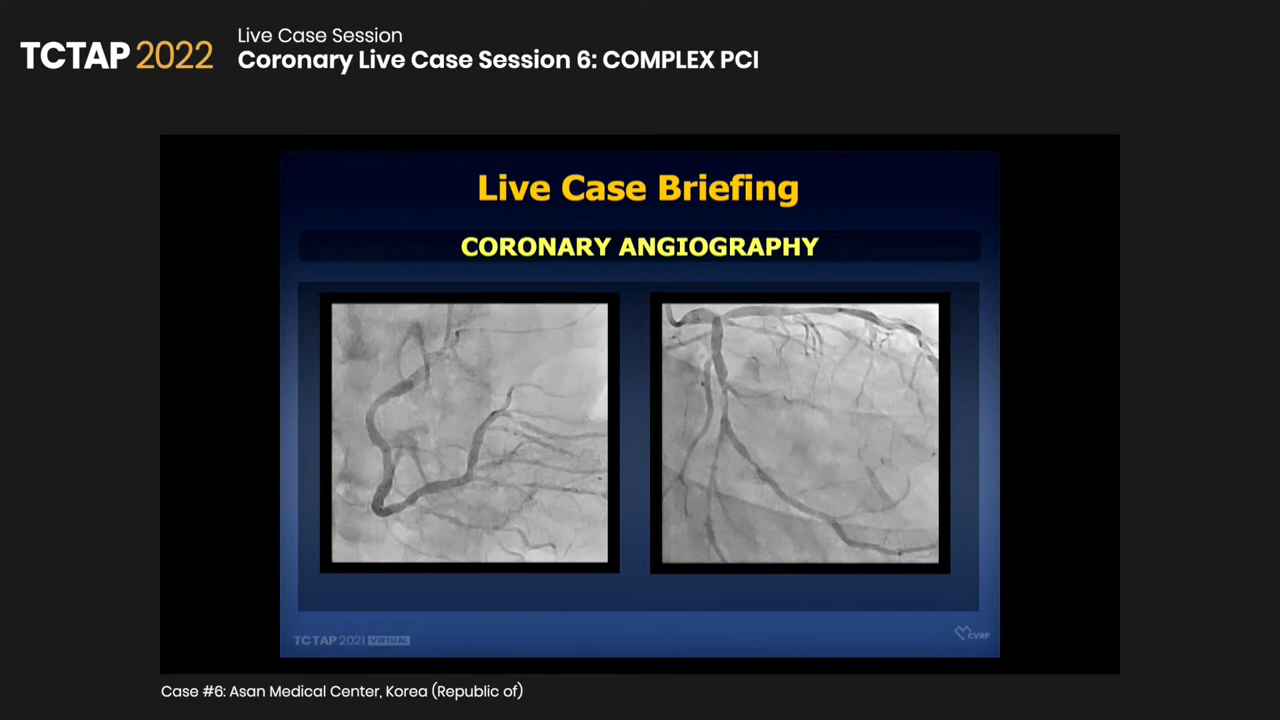 Live Case Session
TCTAP 2022
Coronary Live Case Session 6: COMPLEX PCI
Live Case Briefing
CORONARY ANGIOGRAPHY
TCTAP 2021 VIRTUAL
CVRF
Case #6: Asan Medical Center, Korea (Republic of)